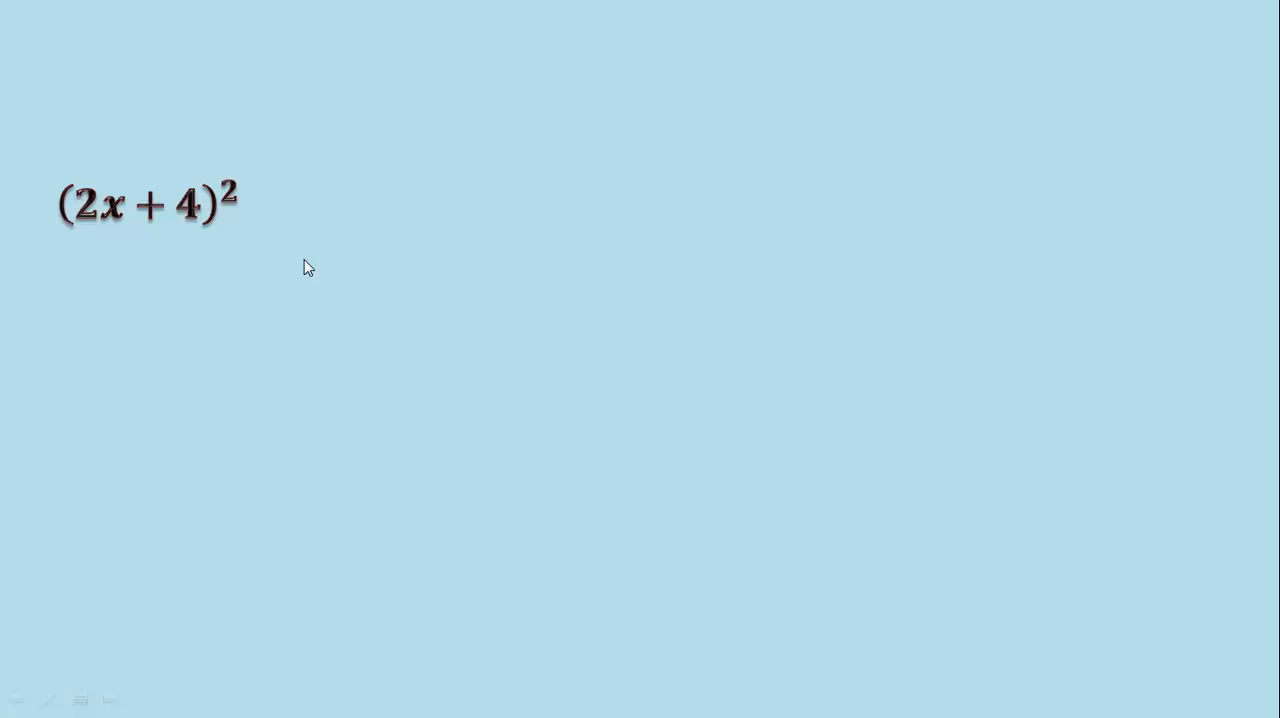 (2x + 4)²